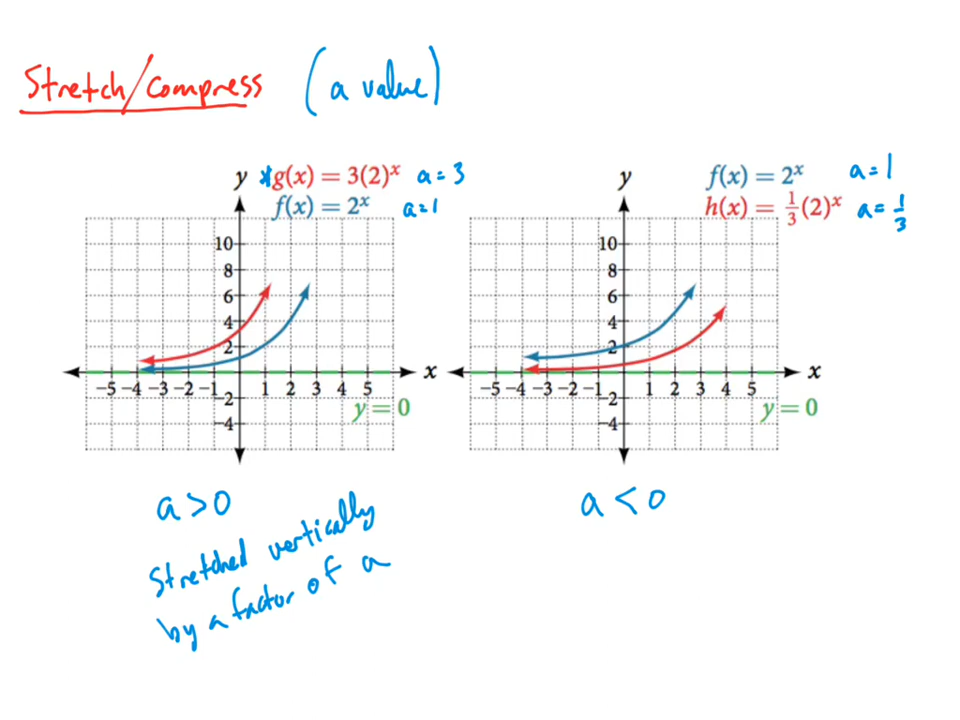 Stretch/Compress (a value)
y *g(x) = 3(2)ˣ a = 3
f(x) = 2ˣ a=1
10
8
6
4
2
-5 -4 -3 -2 -1 1 2 3 4 5 x
-2
y = 0
-4
y f(x) = 2ˣ a = 1
h(x) = 1/3(2)ˣ a = 1/3
10
8
6
4
2
-5 -4 -3 -2 -1 1 2 3 4 5 x
-2
y = 0
-4
a > 0
Stretched vertically
by a factor of a
a < 0